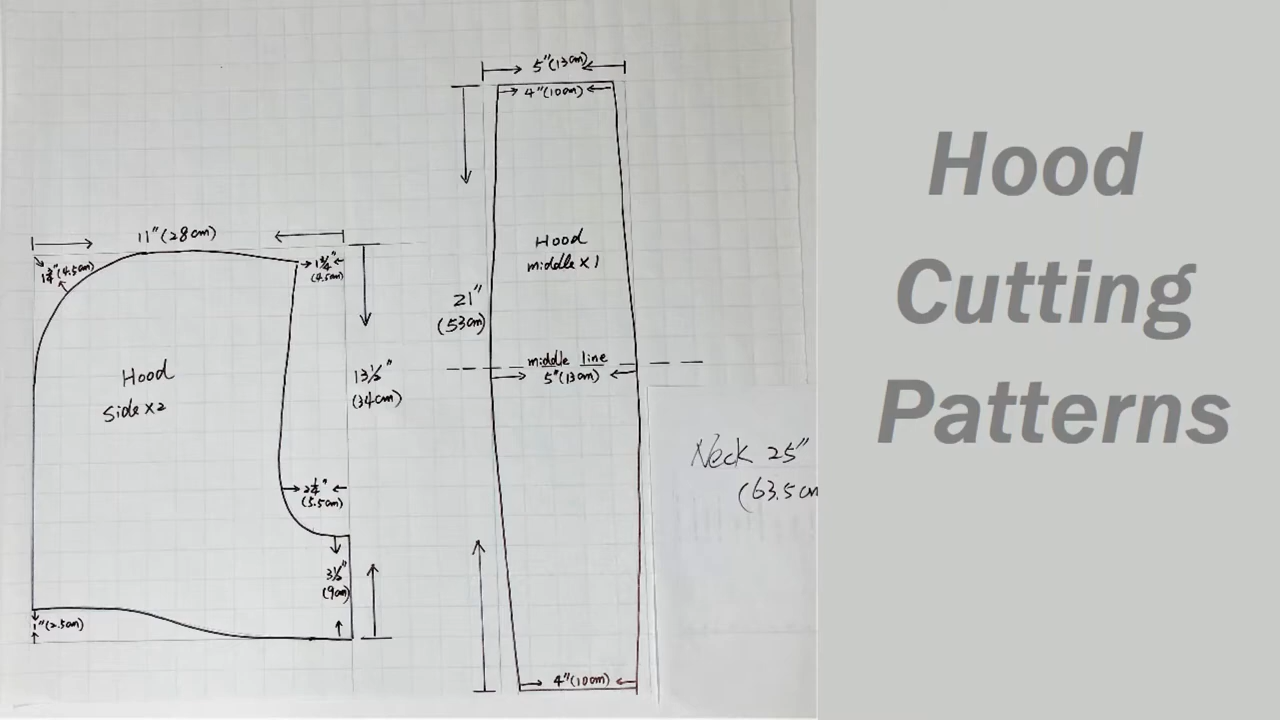 5"(13cm)
4"(10cm)
11"(28cm)
1¾"(4.5cm)
1¾"
(4.5cm)
Hood
middle x 1
21"
(53cm)
middle line
5"(13cm)
Hood
Side x 2
13½"
(34cm)
2¼"
(5.5cm)
3½"
(9cm)
1"(2.5cm)
4"(10cm)
Neck 25"
(63.5cm
Hood
Cutting
Patterns